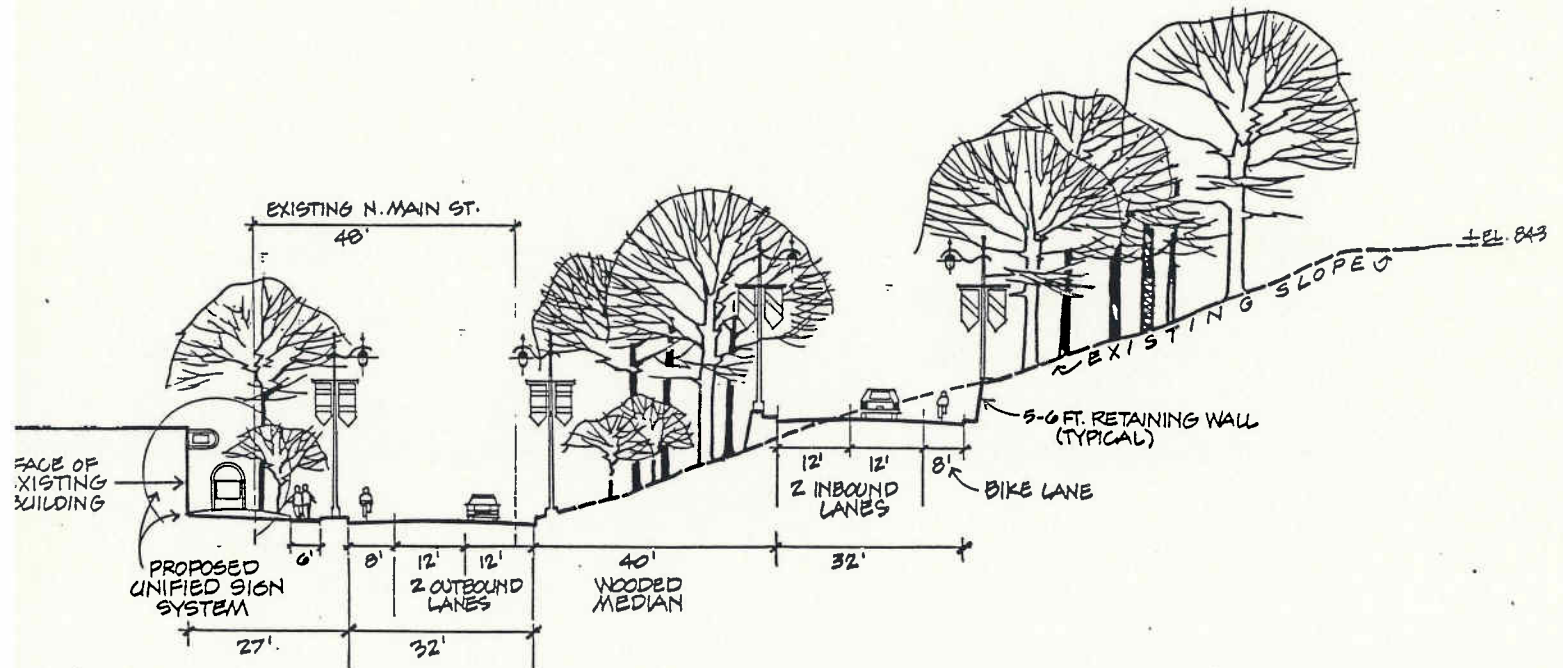 EXISTING N. MAIN ST.
48'
± EL. 843
EXISTING SLOPE
5-6 FT. RETAINING WALL
(TYPICAL)
FACE OF
EXISTING
BUILDING
12'
12'
8'
2 INBOUND
LANES
BIKE LANE
6'
8'
12'
12'
40'
32'
PROPOSED
UNIFIED SIGN
SYSTEM
2 OUTBOUND
LANES
WOODED
MEDIAN
27'
32'